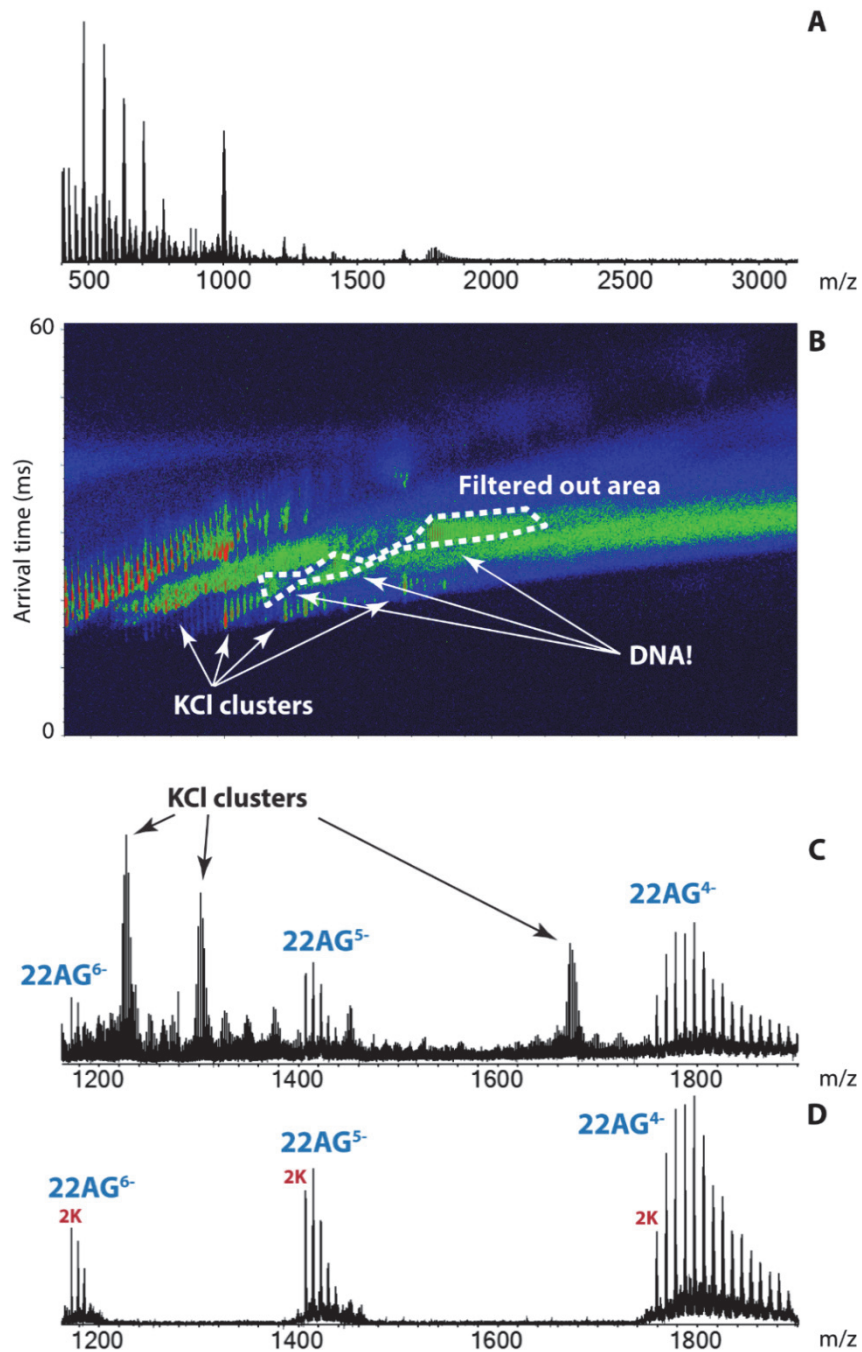 A
500 1000 1500 2000 2500 3000 m/z
60
B
Arrival time (ms)
Filtered out area
DNA!
KCl clusters
0
KCl clusters
C
22AG⁴⁻
22AG⁵⁻
22AG⁶⁻
1200 1400 1600 1800 m/z
D
22AG⁴⁻
22AG⁵⁻
22AG⁶⁻
2K
2K
2K
1200 1400 1600 1800 m/z